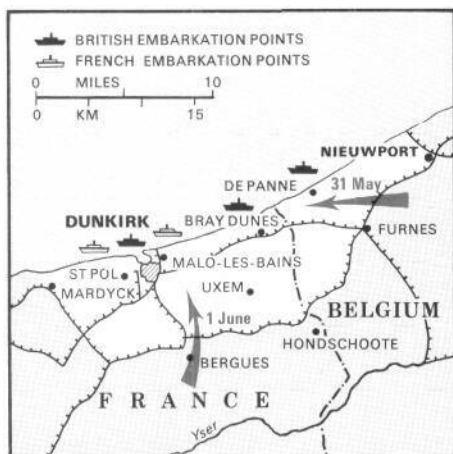 BRITISH EMBARKATION POINTS
FRENCH EMBARKATION POINTS
0 MILES 10
0 KM 15
NIEUWPORT
DE PANNE
31 May
DUNKIRK
BRAY DUNES
FURNES
MALO-LES-BAINS
ST POL
UXEM
MARDYCK
BELGIUM
1 June
HONDSCHOOTE
BERGUES
FRANCE
Yser